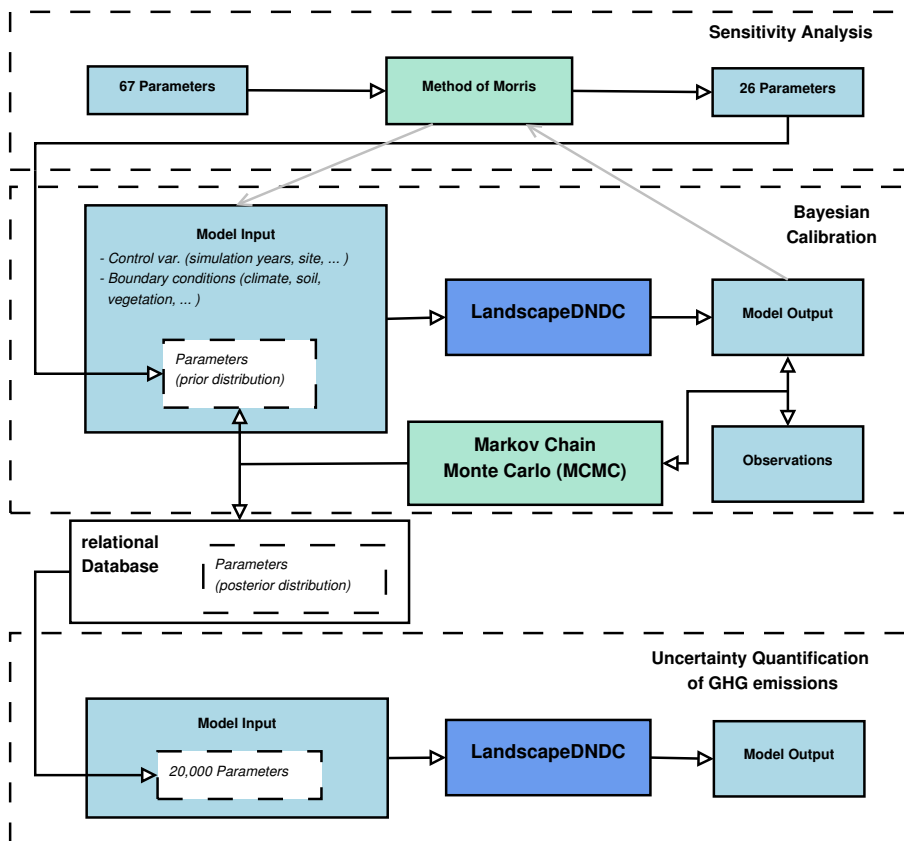 Sensitivity Analysis
67 Parameters
Method of Morris
26 Parameters
Bayesian
Calibration
Model Input
- Control var. (simulation years, site, ... )
- Boundary conditions (climate, soil,
vegetation, ... )
Parameters
(prior distribution)
LandscapeDNDC
Model Output
Markov Chain
Monte Carlo (MCMC)
Observations
relational
Database
Parameters
(posterior distribution)
Uncertainty Quantification
of GHG emissions
Model Input
20,000 Parameters
LandscapeDNDC
Model Output